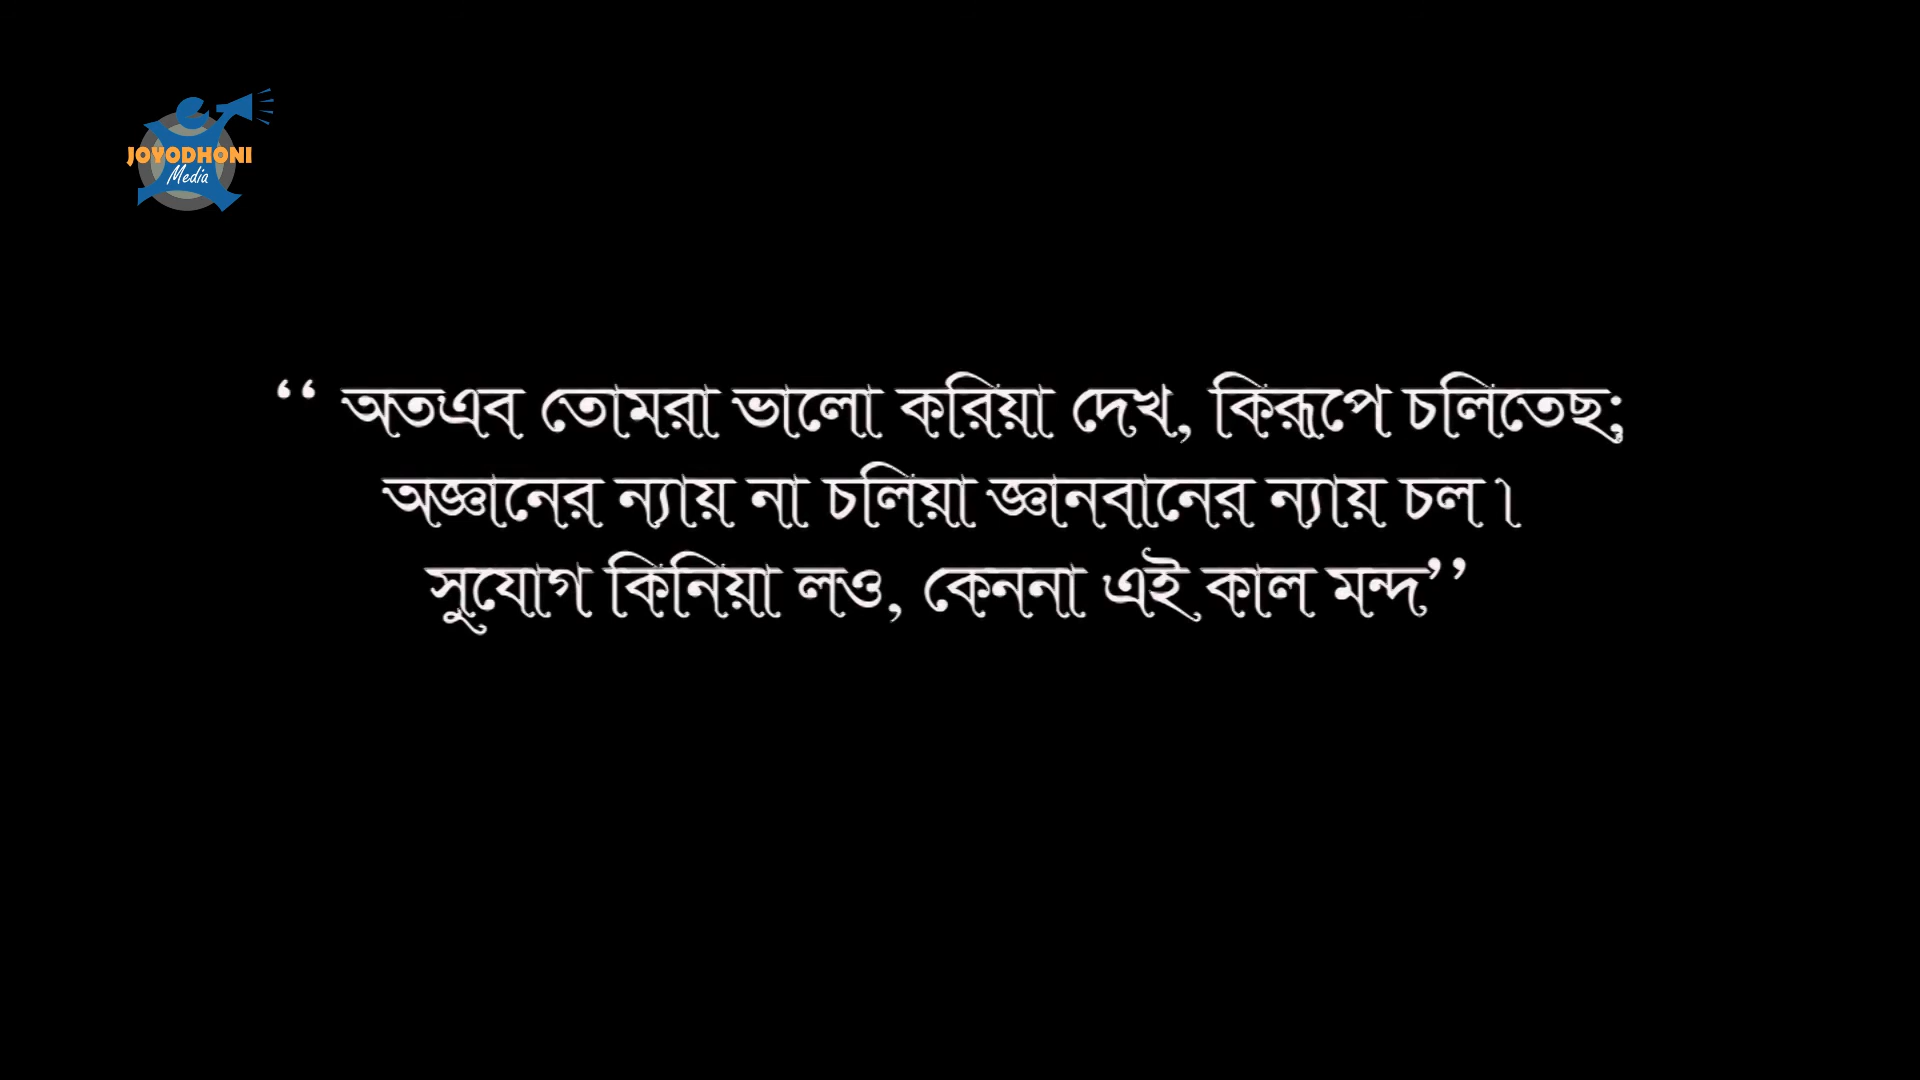 JOYODHONI
Media
‘‘ অতএব তোমরা ভালো করিয়া দেখ, কিরূপে চলিতেছ;
অজ্ঞানের ন্যায় না চলিয়া জ্ঞানবানের ন্যায় চল।
সুযোগ কিনিয়া লও, কেননা এই কাল মন্দ’’